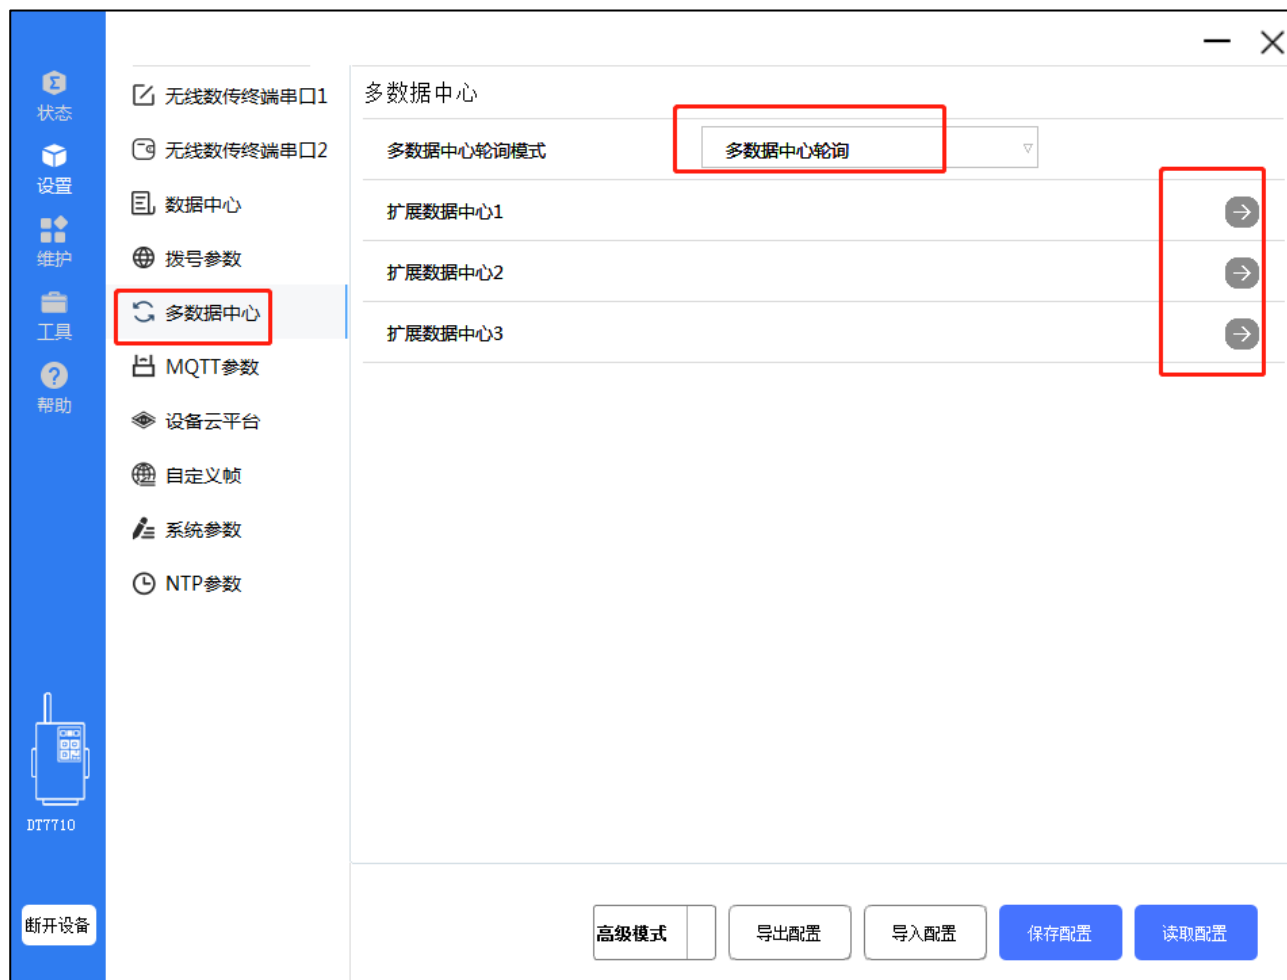 状态
设置
维护
工具
帮助
DT7710
断开设备
无线数传终端串口1
无线数传终端串口2
数据中心
拨号参数
多数据中心
MQTT参数
设备云平台
自定义帧
系统参数
NTP参数
多数据中心
多数据中心轮询模式 多数据中心轮询
扩展数据中心1
扩展数据中心2
扩展数据中心3
高级模式 导出配置 导入配置 保存配置 读取配置